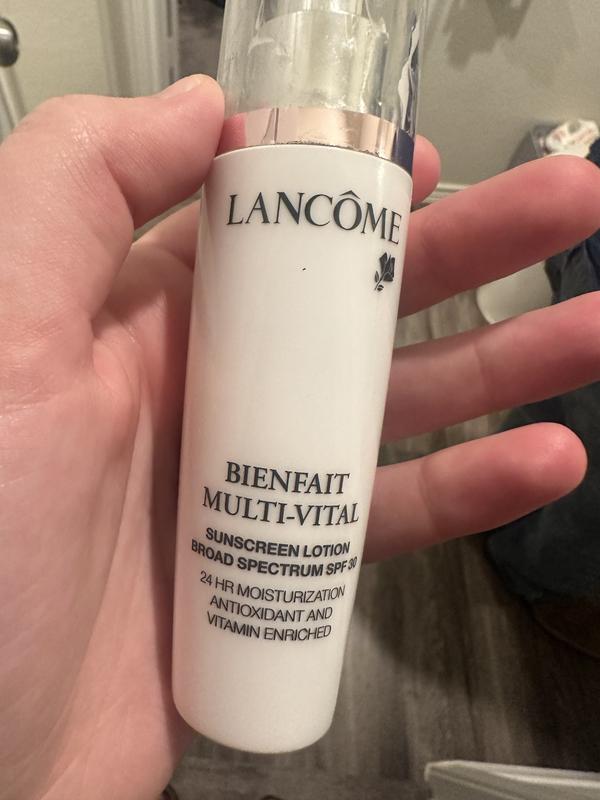 LANCÔME
BIENFAIT
MULTI-VITAL
SUNSCREEN LOTION
BROAD SPECTRUM SPF 30
24 HR MOISTURIZATION
ANTIOXIDANT AND
VITAMIN ENRICHED